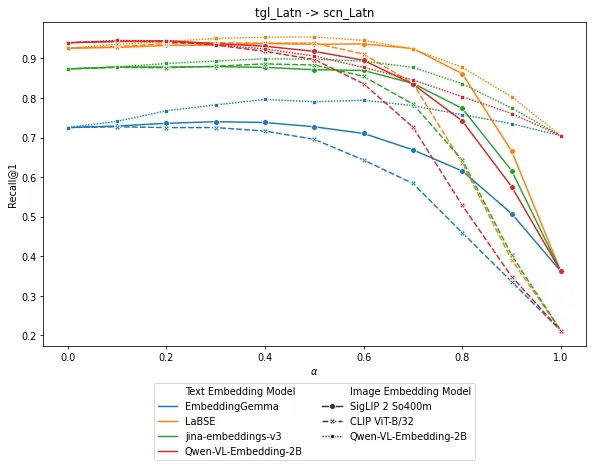 tgl_Latn -> scn_Latn
Recall@1
0.9
0.8
0.7
0.6
0.5
0.4
0.3
0.2
0.0 0.2 0.4 0.6 0.8 1.0
α
Text Embedding Model Image Embedding Model
EmbeddingGemma SigLIP 2 So400m
LaBSE CLIP ViT-B/32
jina-embeddings-v3 Qwen-VL-Embedding-2B
Qwen-VL-Embedding-2B